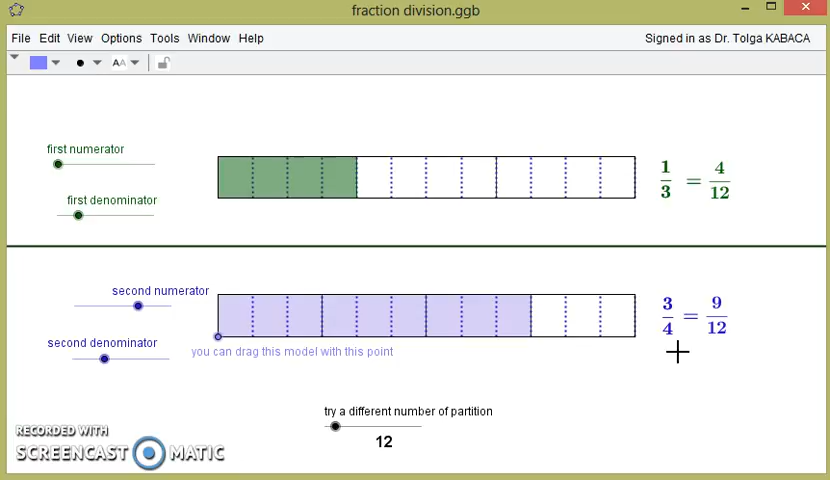 fraction division.ggb
File Edit View Options Tools Window Help
Signed in as Dr. Tolga KABACA
AA
first numerator
first denominator
1/3 = 4/12
second numerator
second denominator
you can drag this model with this point
3/4 = 9/12
try a different number of partition
12
RECORDED WITH
SCREENCAST MATIC